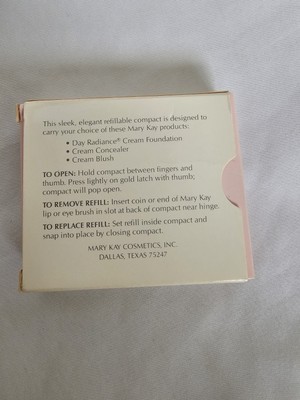 This sleek, elegant refillable compact is designed to
carry your choice of these Mary Kay products:
• Day Radiance® Cream Foundation
• Cream Concealer
• Cream Blush
TO OPEN: Hold compact between fingers and
thumb. Press lightly on gold latch with thumb;
compact will pop open.
TO REMOVE REFILL: Insert coin or end of Mary Kay
lip or eye brush in slot at back of compact near hinge.
TO REPLACE REFILL: Set refill inside compact and
snap into place by closing compact.
MARY KAY COSMETICS, INC.
DALLAS, TEXAS 75247